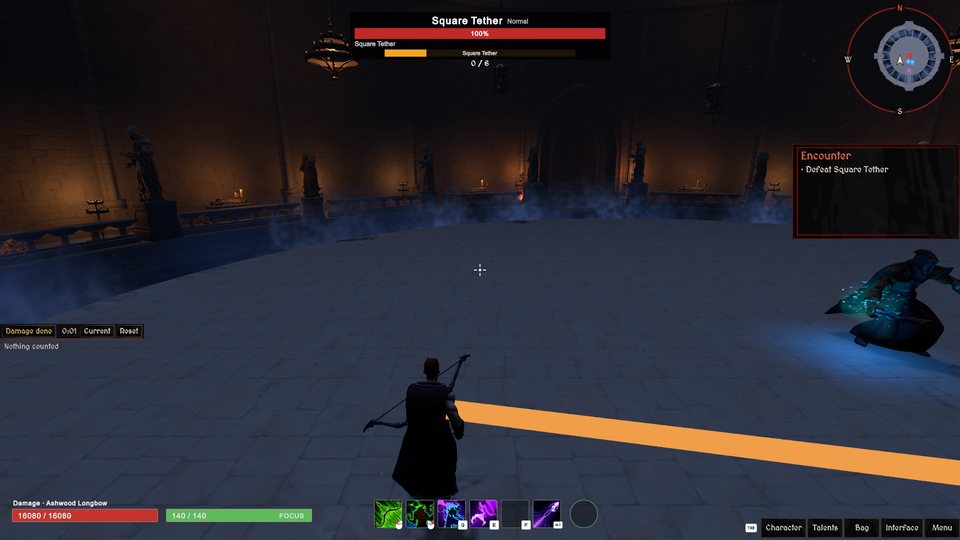 Square Tether Normal
100%
Square Tether
Square Tether
0 / 6
N
W
E
S
Encounter
• Defeat Square Tether
Damage done 0:01 Current Reset
Nothing counted
Damage - Ashwood Longbow
16080 / 16080
140 / 140 FOCUS
Q
E
F
Character
Talents
Bag
Interface
Menu